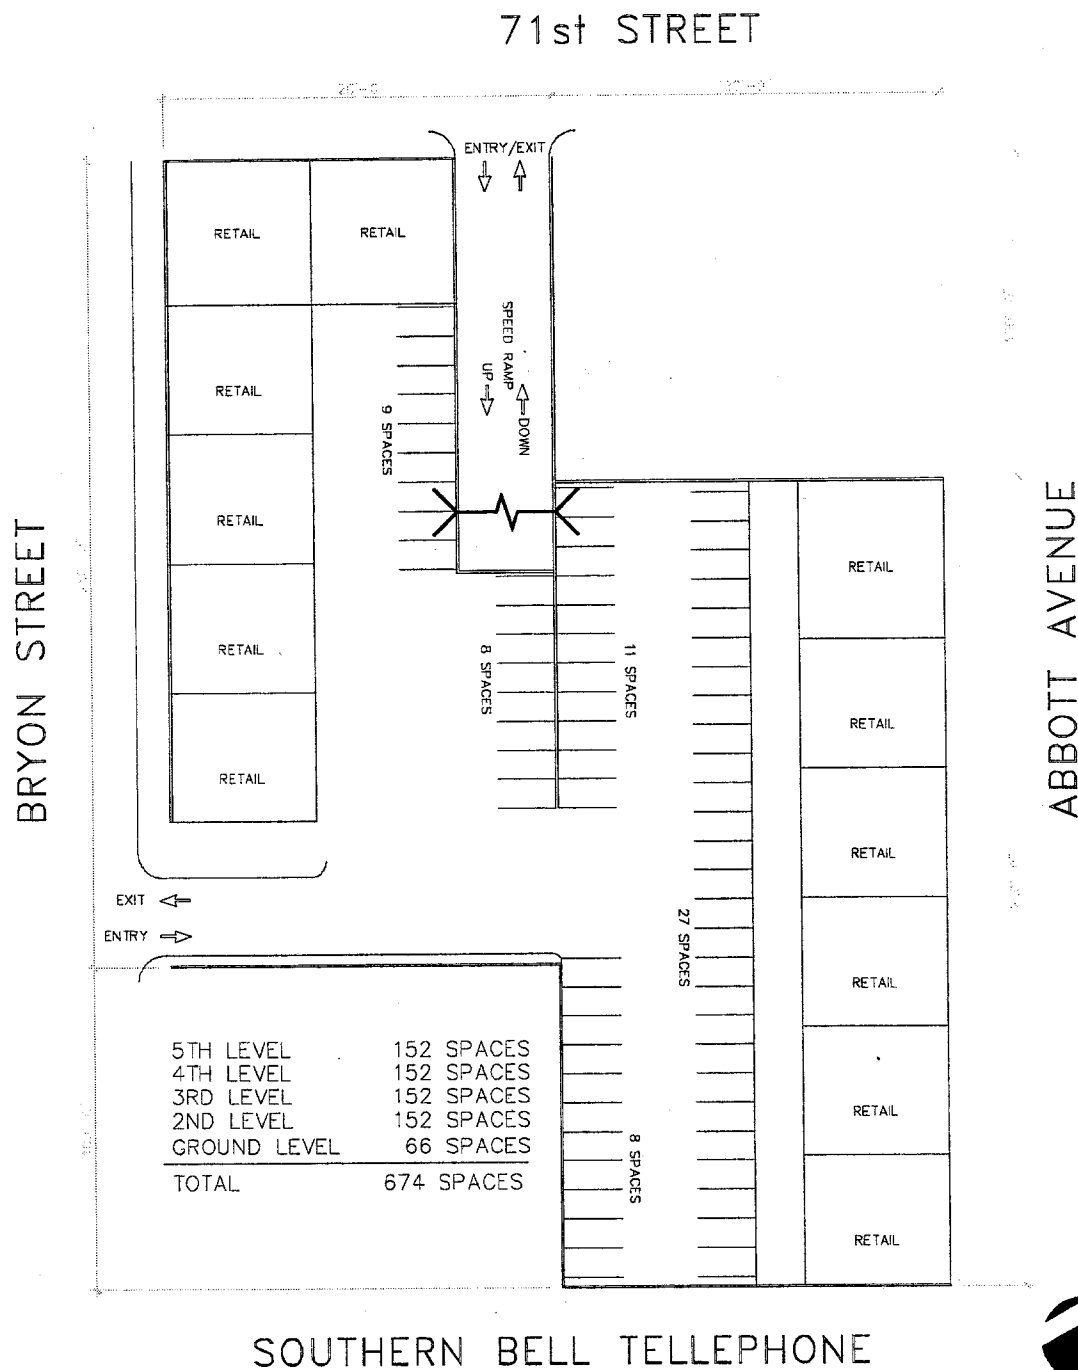 71st STREET
ENTRY/EXIT
RETAIL
RETAIL
SPEED RAMP
UP
DOWN
RETAIL
9 SPACES
RETAIL
RETAIL
8 SPACES
11 SPACES
RETAIL
BRYON STREET
ABBOTT AVENUE
RETAIL
RETAIL
RETAIL
EXIT
ENTRY
27 SPACES
RETAIL
5TH LEVEL 152 SPACES
4TH LEVEL 152 SPACES
3RD LEVEL 152 SPACES
2ND LEVEL 152 SPACES
GROUND LEVEL 66 SPACES
TOTAL 674 SPACES
8 SPACES
RETAIL
RETAIL
SOUTHERN BELL TELLEPHONE